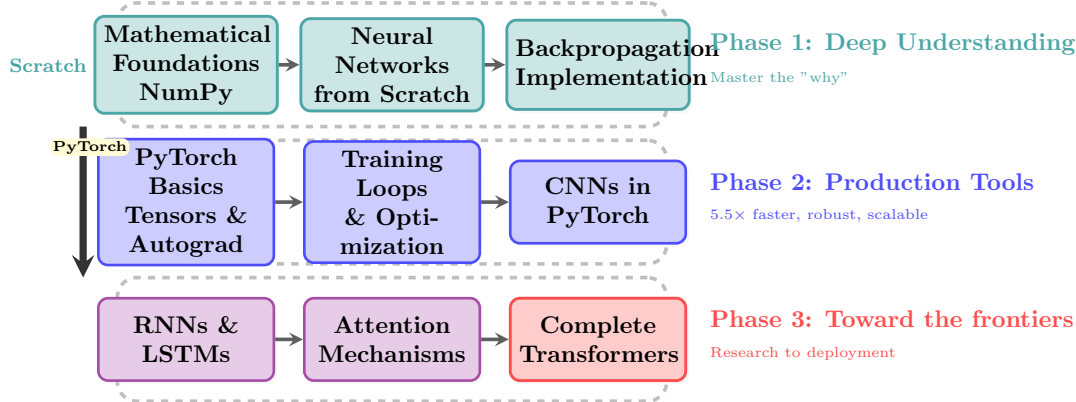 Scratch
Mathematical
Foundations
NumPy
Neural
Networks
from Scratch
Backpropagation
Implementation
Phase 1: Deep Understanding
Master the ”why”
PyTorch
PyTorch
Basics
Tensors &
Autograd
Training
Loops
& Opti-
mization
CNNs in
PyTorch
Phase 2: Production Tools
5.5× faster, robust, scalable
RNNs &
LSTMs
Attention
Mechanisms
Complete
Transformers
Phase 3: Toward the frontiers
Research to deployment